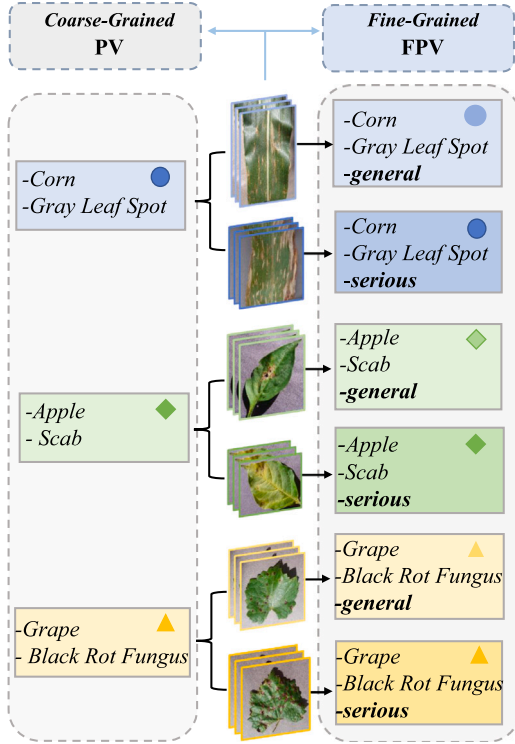 Coarse-Grained
PV
Fine-Grained
FPV
-Corn
-Gray Leaf Spot
-Corn
-Gray Leaf Spot
-general
-Corn
-Gray Leaf Spot
-serious
-Apple
- Scab
-Apple
-Scab
-general
-Apple
-Scab
-serious
-Grape
- Black Rot Fungus
-Grape
-Black Rot Fungus
-general
-Grape
-Black Rot Fungus
-serious